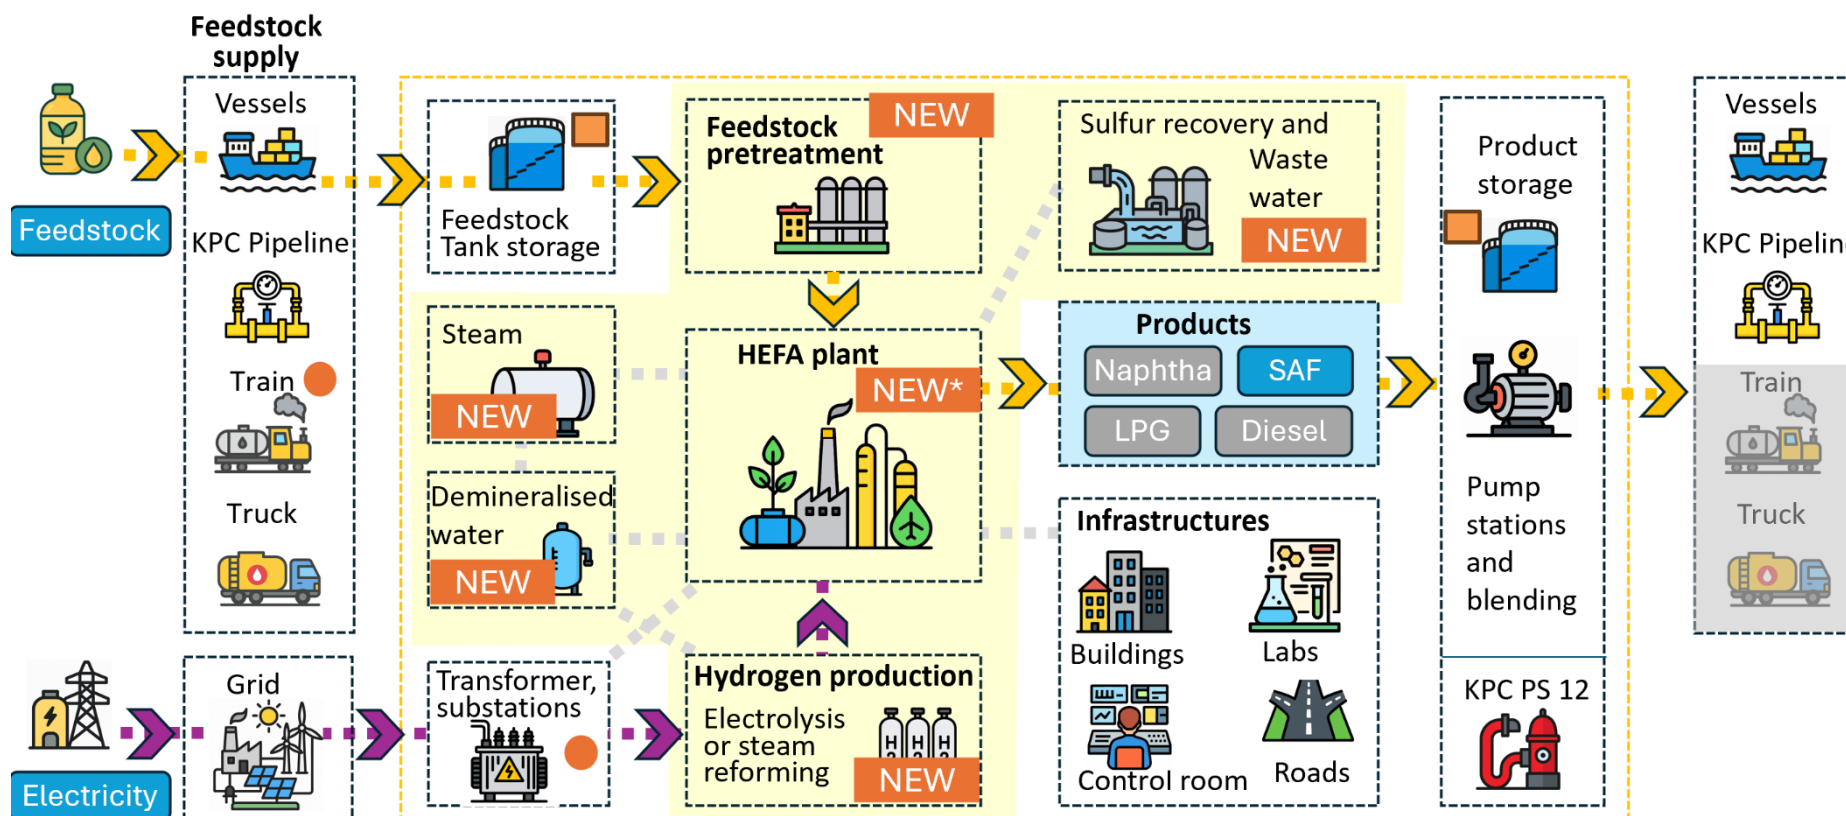 Feedstock
supply
Vessels
Feedstock
KPC Pipeline
Train
Truck
Electricity
Grid
Feedstock
Tank storage
Feedstock
pretreatment
NEW
Steam
NEW
Demineralised
water
NEW
Transformer,
substations
HEFA plant
NEW*
Hydrogen production
Electrolysis
or steam
reforming
NEW
Sulfur recovery and
Waste
water
NEW
Products
Naphtha
SAF
LPG
Diesel
Infrastructures
Buildings
Labs
Control room
Roads
Product
storage
Pump
stations
and
blending
KPC PS 12
Vessels
KPC Pipeline
Train
Truck